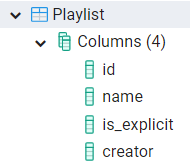 Playlist
Columns (4)
id
name
is_explicit
creator